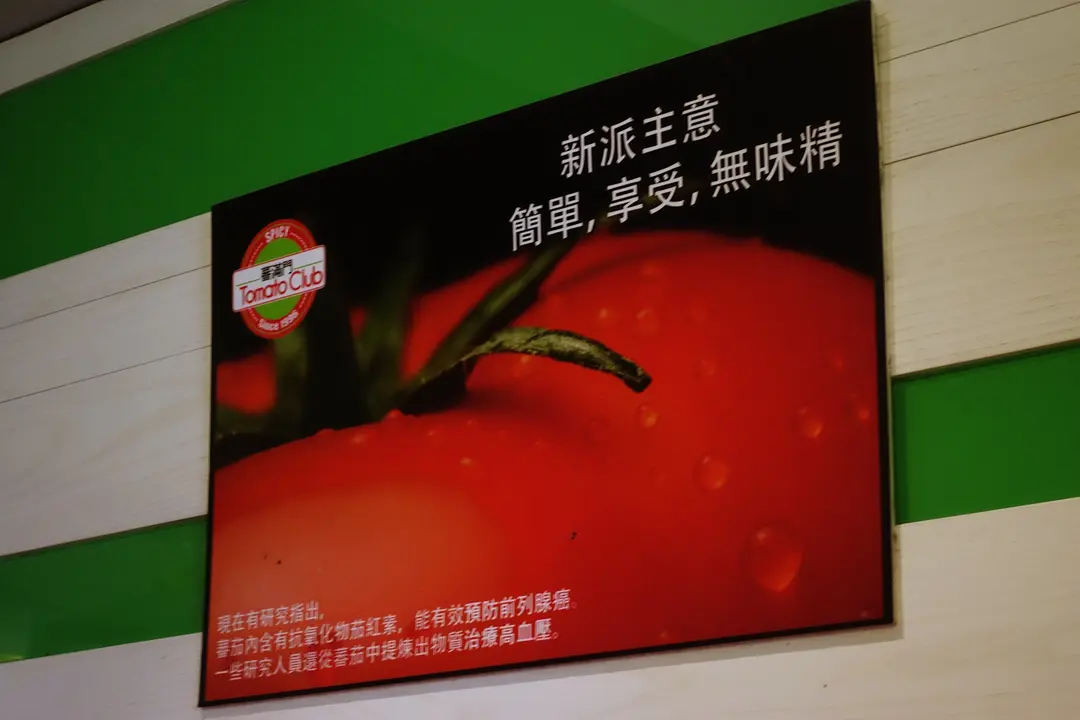 新派主意
簡單, 享受, 無味精
SPICY
蕃滿門
Tomato Club
Since 1996
現在有研究指出,
蕃茄內含有抗氧化物茄紅素, 能有效預防前列腺癌。
一些研究人員還從蕃茄中提煉出物質治療高血壓。